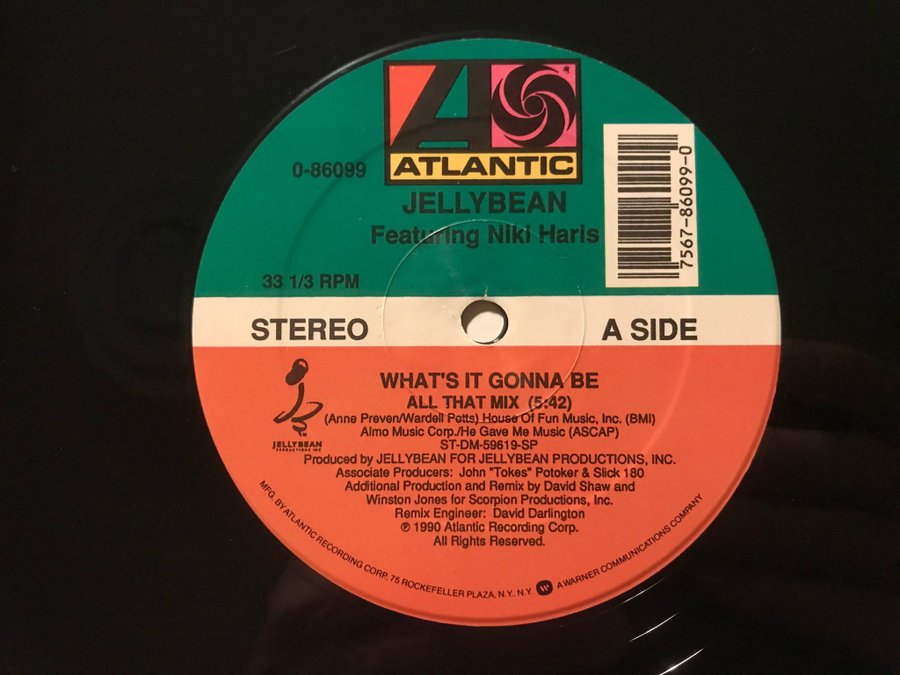 ATLANTIC
0-86099
JELLYBEAN
Featuring Niki Haris
7567-86099-0
33 1/3 RPM
STEREO
A SIDE
WHAT'S IT GONNA BE
ALL THAT MIX (5:42)
(Anne Preven/Wardell Potts) House Of Fun Music, Inc. (BMI)
Almo Music Corp./He Gave Me Music (ASCAP)
ST-DM-59619-SP
Produced by JELLYBEAN FOR JELLYBEAN PRODUCTIONS, INC.
Associate Producers: John "Tokes" Potoker & Slick 180
Additional Production and Remix by David Shaw and
Winston Jones for Scorpion Productions, Inc.
Remix Engineer: David Darlington
℗ 1990 Atlantic Recording Corp.
All Rights Reserved.
JELLYBEAN
PRODUCTIONS INC
MFG. BY ATLANTIC RECORDING CORP., 75 ROCKEFELLER PLAZA, N.Y., N.Y. A WARNER COMMUNICATIONS COMPANY